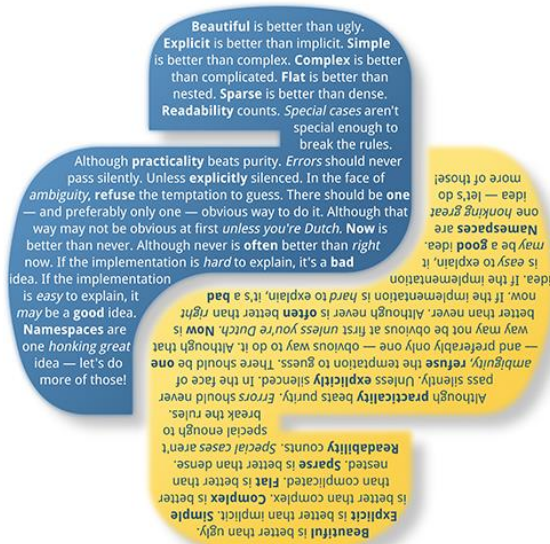 Beautiful is better than ugly.
Explicit is better than implicit. Simple
is better than complex. Complex is better
than complicated. Flat is better than
nested. Sparse is better than dense.
Readability counts. Special cases aren't
special enough to
break the rules.
Although practicality beats purity. Errors should never
pass silently. Unless explicitly silenced. In the face of
ambiguity, refuse the temptation to guess. There should be one
— and preferably only one — obvious way to do it. Although that
way may not be obvious at first unless you're Dutch. Now is
better than never. Although never is often better than right
now. If the implementation is hard to explain, it's a bad
idea. If the implementation
is easy to explain, it
may be a good idea.
Namespaces are
one honking great
idea — let's do
more of those!
Beautiful is better than ugly.
Explicit is better than implicit. Simple
is better than complex. Complex is better
than complicated. Flat is better than
nested. Sparse is better than dense.
Readability counts. Special cases aren't
special enough to
break the rules.
Although practicality beats purity. Errors should never
pass silently. Unless explicitly silenced. In the face of
ambiguity, refuse the temptation to guess. There should be one
— and preferably only one — obvious way to do it. Although that
way may not be obvious at first unless you're Dutch. Now is
better than never. Although never is often better than right
now. If the implementation is hard to explain, it's a bad
idea. If the implementation
is easy to explain, it
may be a good idea.
Namespaces are
one honking great
idea — let's do
more of those!